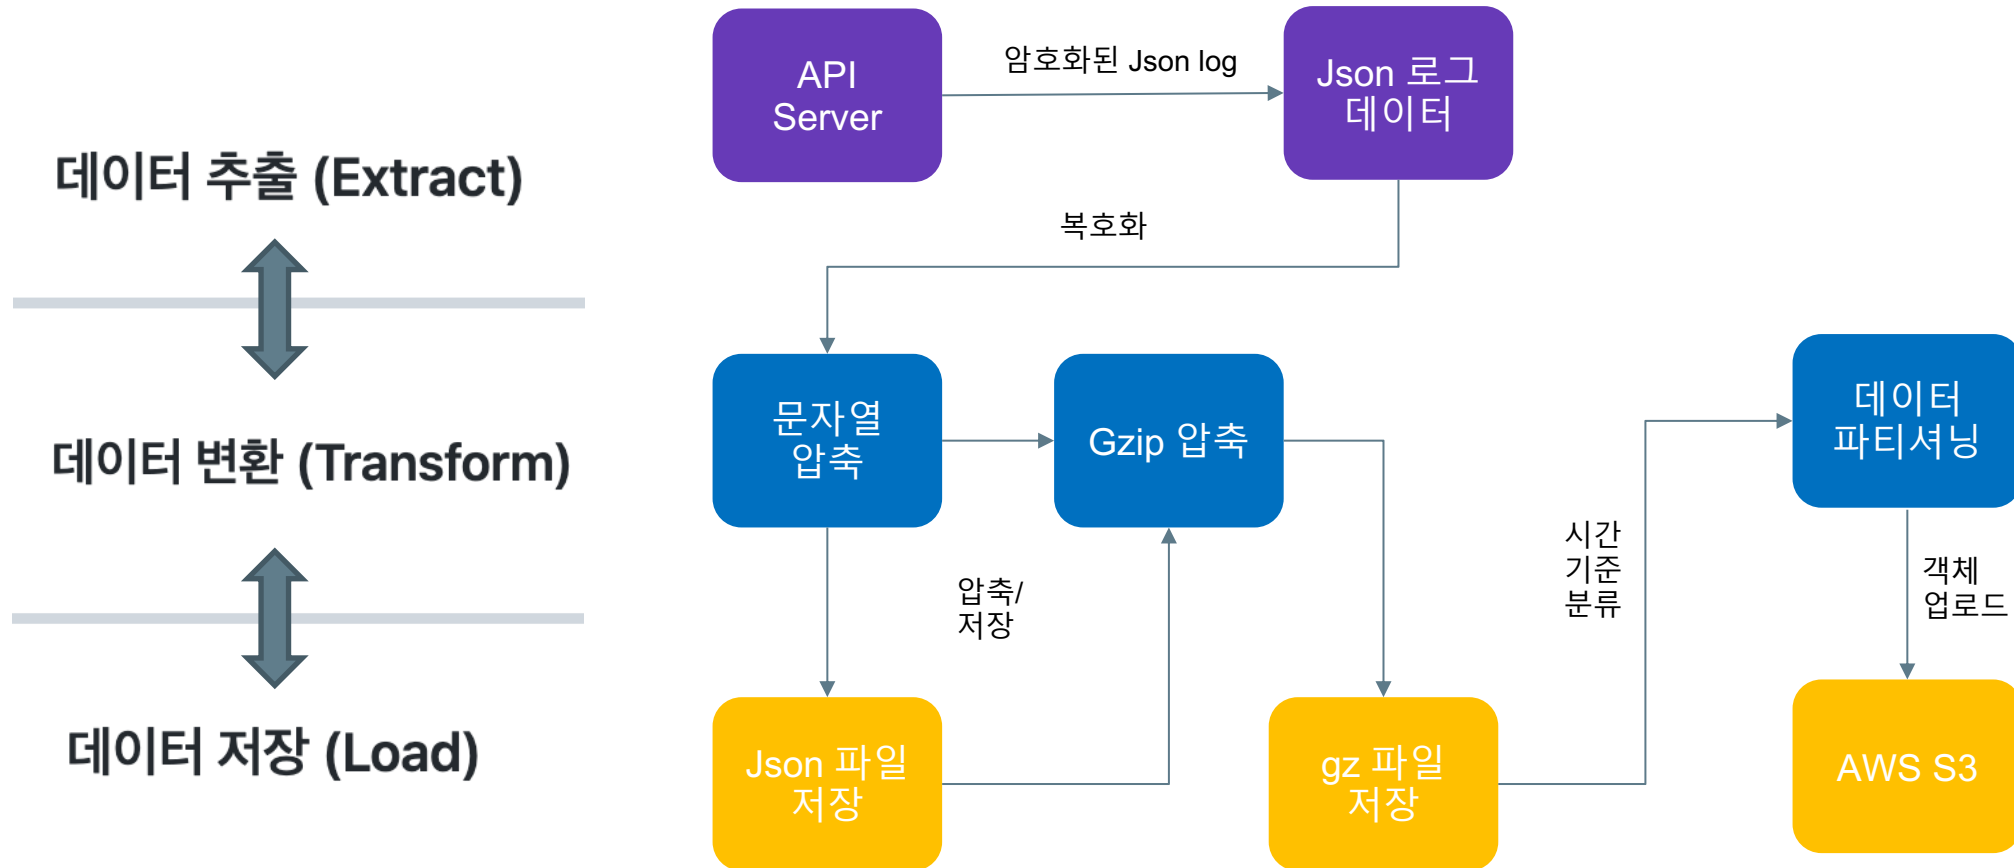 데이터 추출 (Extract)
데이터 변환 (Transform)
데이터 저장 (Load)
API
Server
암호화된 Json log
Json 로그
데이터
복호화
문자열
압축
Gzip 압축
데이터
파티셔닝
압축/
저장
시간
기준
분류
객체
업로드
Json 파일
저장
gz 파일
저장
AWS S3